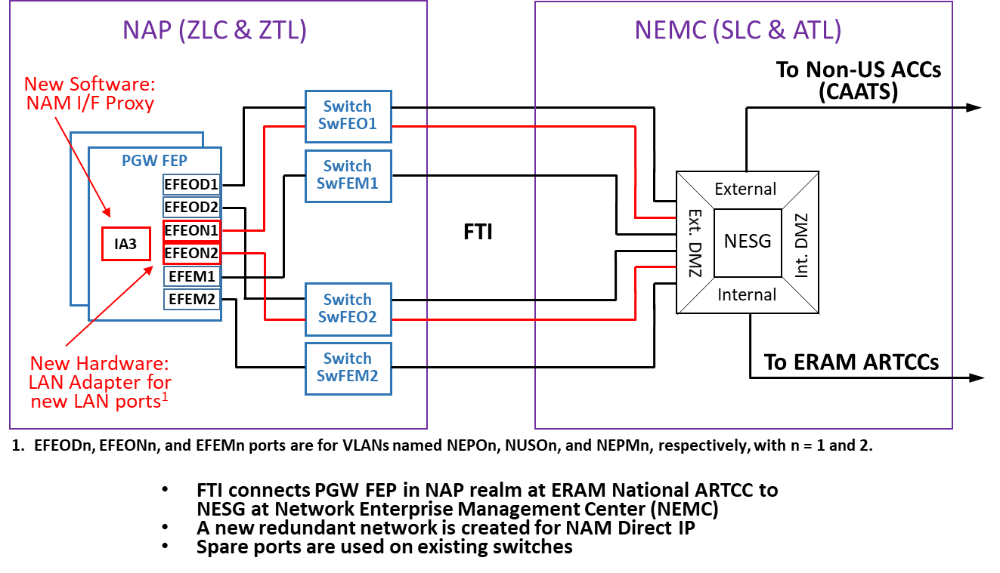 NAP (ZLC & ZTL)
NEMC (SLC & ATL)
New Software:
NAM I/F Proxy
To Non-US ACCs
(CAATS)
Switch
SwFEO1
PGW FEP
EFEOD1
EFEOD2
EFEON1
EFEON2
EFEM1
EFEM2
IA3
Switch
SwFEM1
FTI
External
Ext. DMZ
NESG
Int. DMZ
Internal
Switch
SwFEO2
Switch
SwFEM2
New Hardware:
LAN Adapter for
new LAN ports1
To ERAM ARTCCs
1. EFEODn, EFEONn, and EFEMn ports are for VLANs named NEPOn, NUSOn, and NEPMn, respectively, with n = 1 and 2.
• FTI connects PGW FEP in NAP realm at ERAM National ARTCC to
NESG at Network Enterprise Management Center (NEMC)
• A new redundant network is created for NAM Direct IP
• Spare ports are used on existing switches